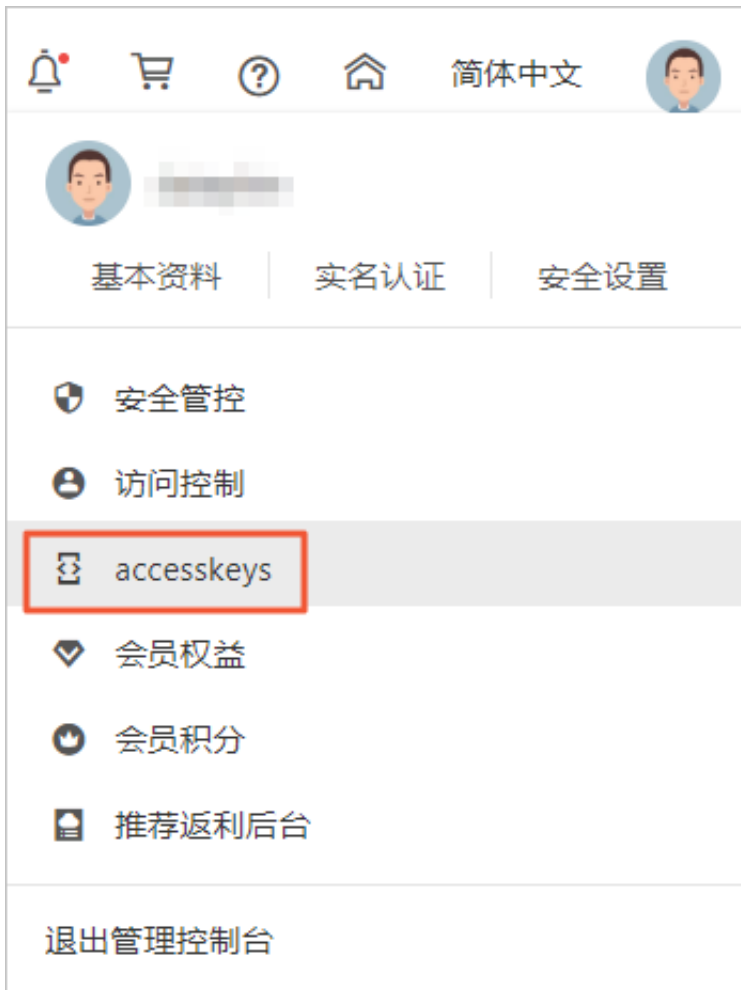 简体中文
基本资料 实名认证 安全设置
安全管控
访问控制
accesskeys
会员权益
会员积分
推荐返利后台
退出管理控制台